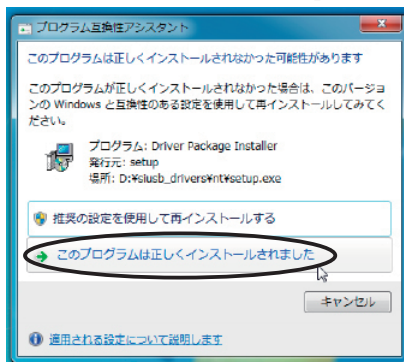 プログラム互換性アシスタント
このプログラムは正しくインストールされなかった可能性があります
このプログラムが正しくインストールされなかった場合は、このバージョ
ンの Windows と互換性のある設定を使用して再インストールしてみてく
ださい。
プログラム: Driver Package Installer
発行元: setup
場所: D:¥slusb_drivers¥nt¥setup.exe
推奨の設定を使用して再インストールする
このプログラムは正しくインストールされました
キャンセル
適用される設定について説明します